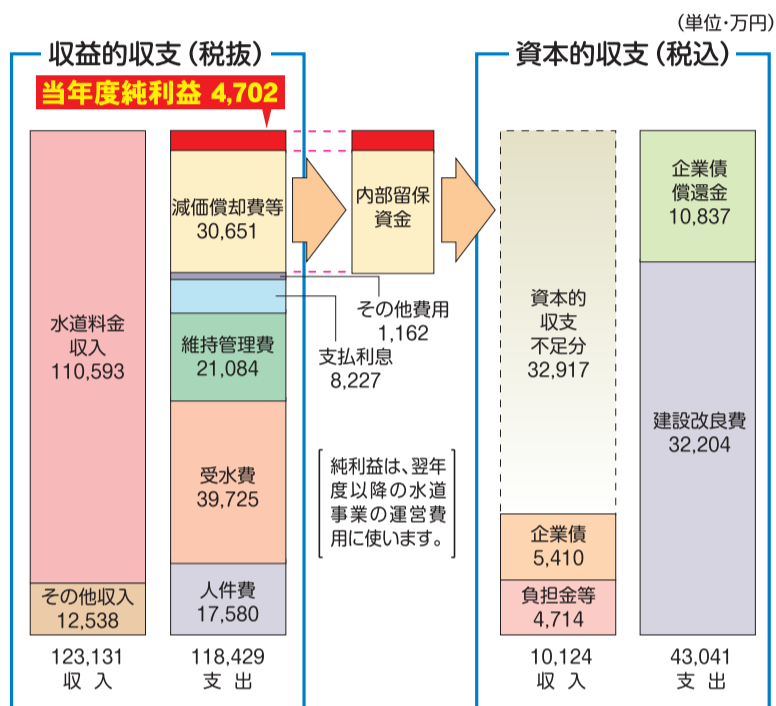 (単位・万円)
収益的収支(税抜)
当年度純利益 4,702
水道料金
収入
110,593
その他収入
12,538
123,131
収 入
減価償却費等
30,651
維持管理費
21,084
受水費
39,725
人件費
17,580
118,429
支 出
内部留保
資金
その他費用
1,162
支払利息
8,227
純利益は、翌年
度以降の水道
事業の運営費
用に使います。
資本的収支(税込)
資本的
収支
不足分
32,917
企業債
5,410
負担金等
4,714
10,124
収 入
企業債
償還金
10,837
建設改良費
32,204
43,041
支 出